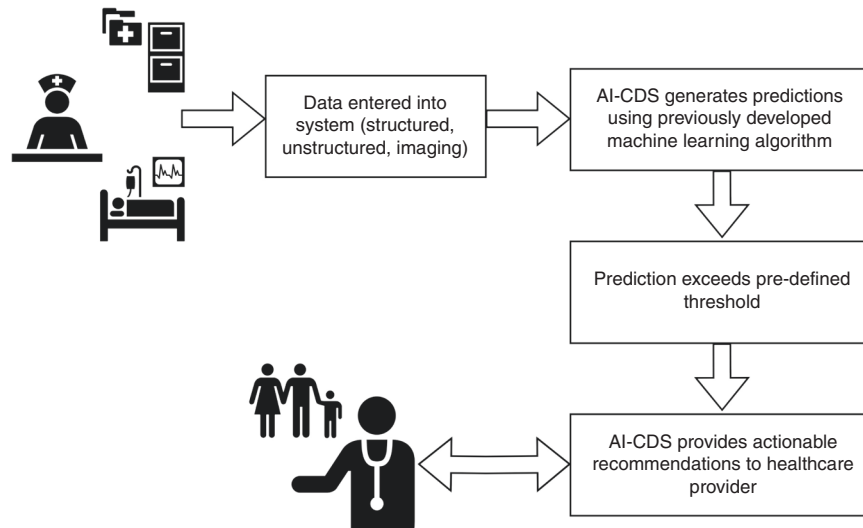 Data entered into
system (structured,
unstructured, imaging)
AI-CDS generates predictions
using previously developed
machine learning algorithm
Prediction exceeds pre-defined
threshold
AI-CDS provides actionable
recommendations to healthcare
provider